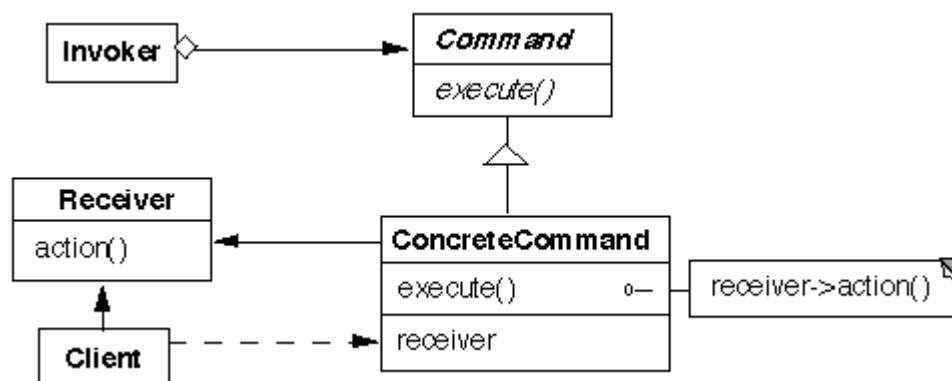 Invoker
Command
execute()
Receiver
action()
ConcreteCommand
execute()
receiver->action()
receiver
Client